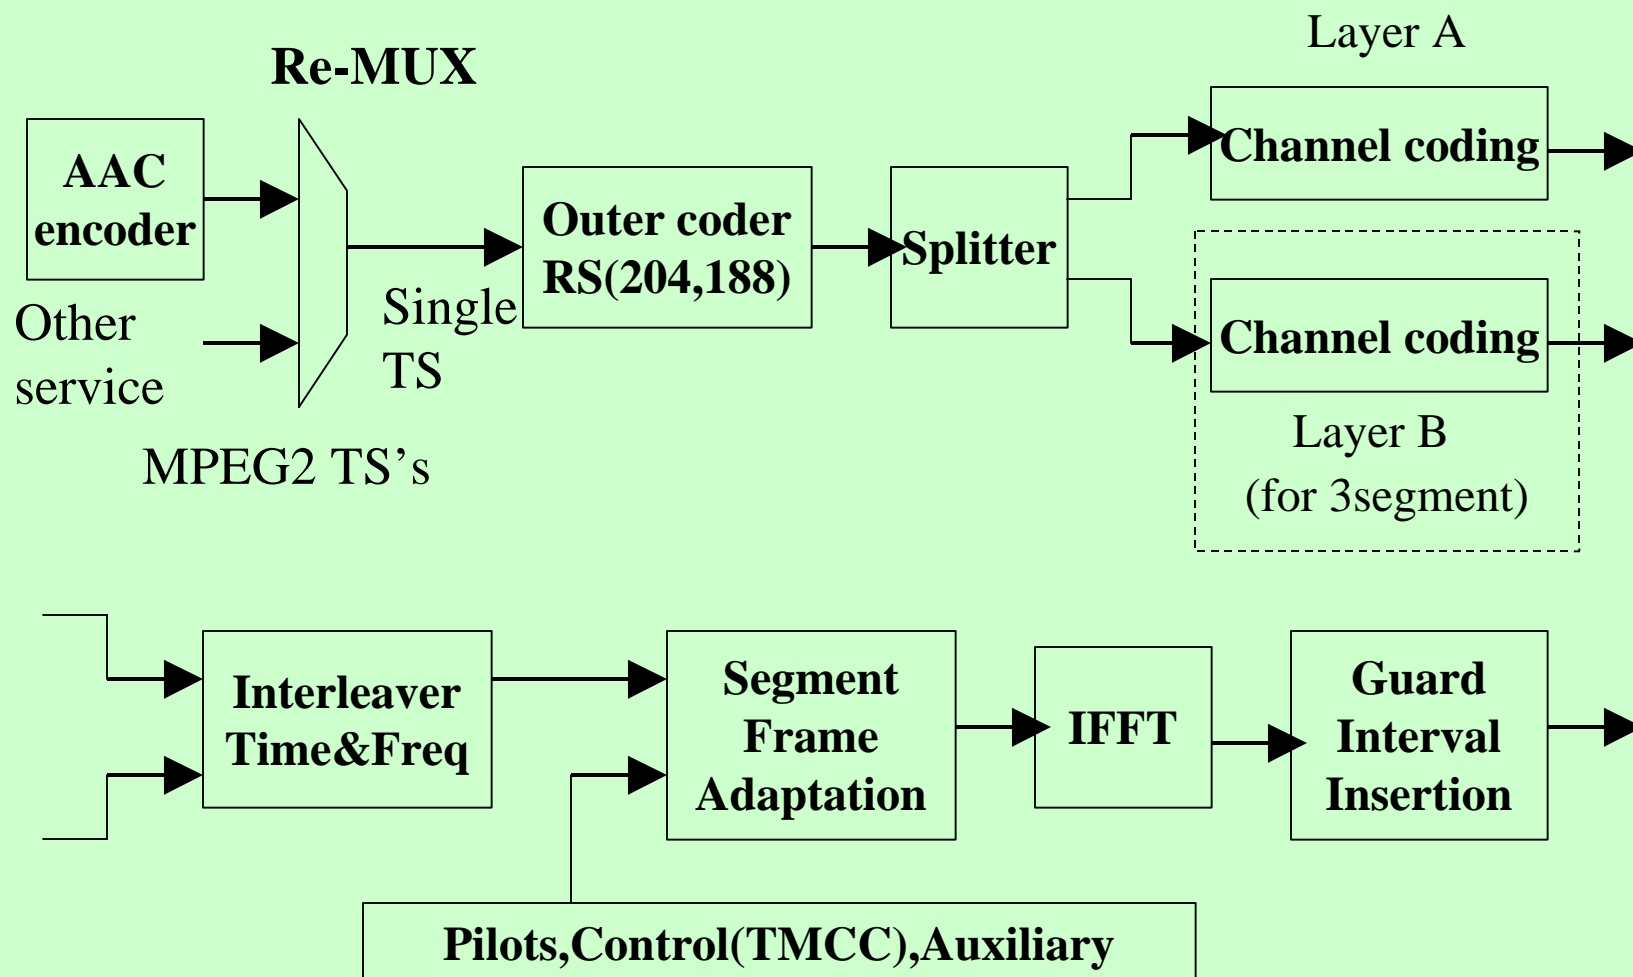 Layer A
Re-MUX
AAC
encoder
Channel coding
Outer coder
RS(204,188)
Splitter
Other
service
Single
TS
Channel coding
Layer B
(for 3segment)
MPEG2 TS's
Interleaver
Time&Freq
Segment
Frame
Adaptation
IFFT
Guard
Interval
Insertion
Pilots,Control(TMCC),Auxiliary